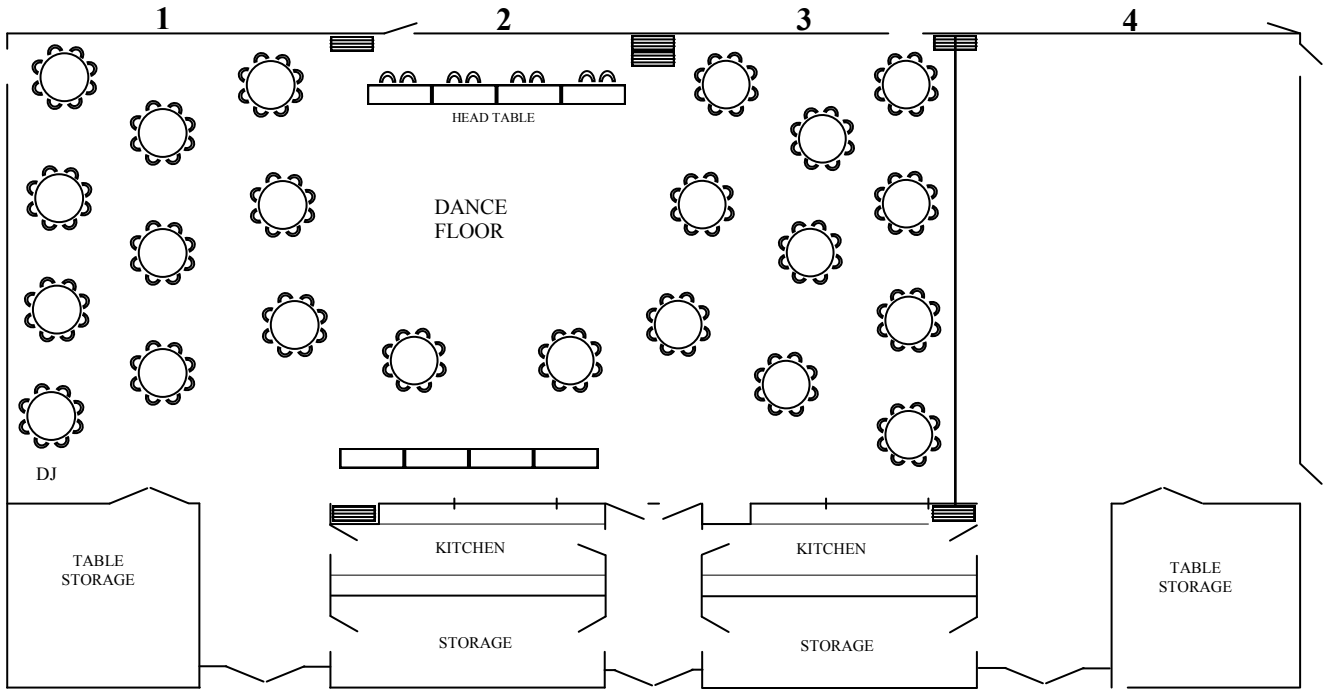 1
2
3
4
HEAD TABLE
DANCE
FLOOR
DJ
TABLE
STORAGE
KITCHEN
KITCHEN
TABLE
STORAGE
STORAGE
STORAGE